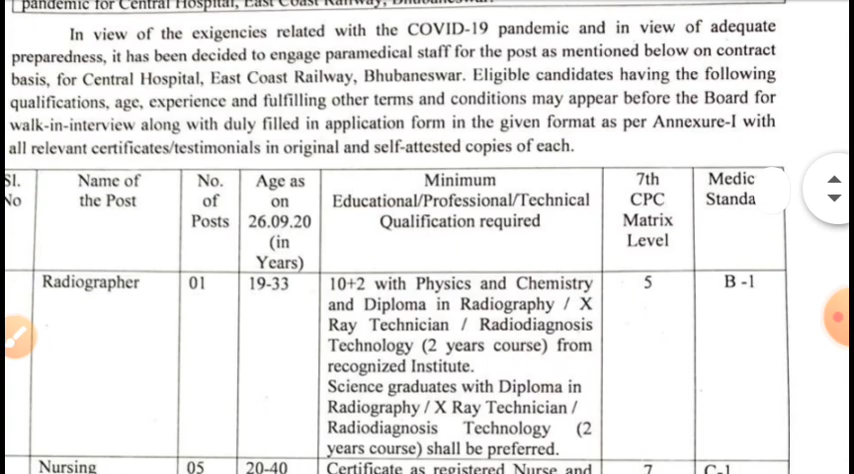 pandemic for Central Hospital, East Coast Railway, Bhubaneswar.
In view of the exigencies related with the COVID-19 pandemic and in view of adequate
preparedness, it has been decided to engage paramedical staff for the post as mentioned below on contract
basis, for Central Hospital, East Coast Railway, Bhubaneswar. Eligible candidates having the following
qualifications, age, experience and fulfilling other terms and conditions may appear before the Board for
walk-in-interview along with duly filled in application form in the given format as per Annexure-I with
all relevant certificates/testimonials in original and self-attested copies of each.
Sl. Name of No. Age as Minimum 7th Medic
No the Post of on Educational/Professional/Technical CPC Standa
Posts 26.09.20 Qualification required Matrix
(in Level
Years)
Radiographer 01 19-33 10+2 with Physics and Chemistry 5 B -1
and Diploma in Radiography / X
Ray Technician / Radiodiagnosis
Technology (2 years course) from
recognized Institute.
Science graduates with Diploma in
Radiography / X Ray Technician /
Radiodiagnosis Technology (2
years course) shall be preferred.
Nursing 05 20-40 Certificate as registered Nurse and 7 C-1